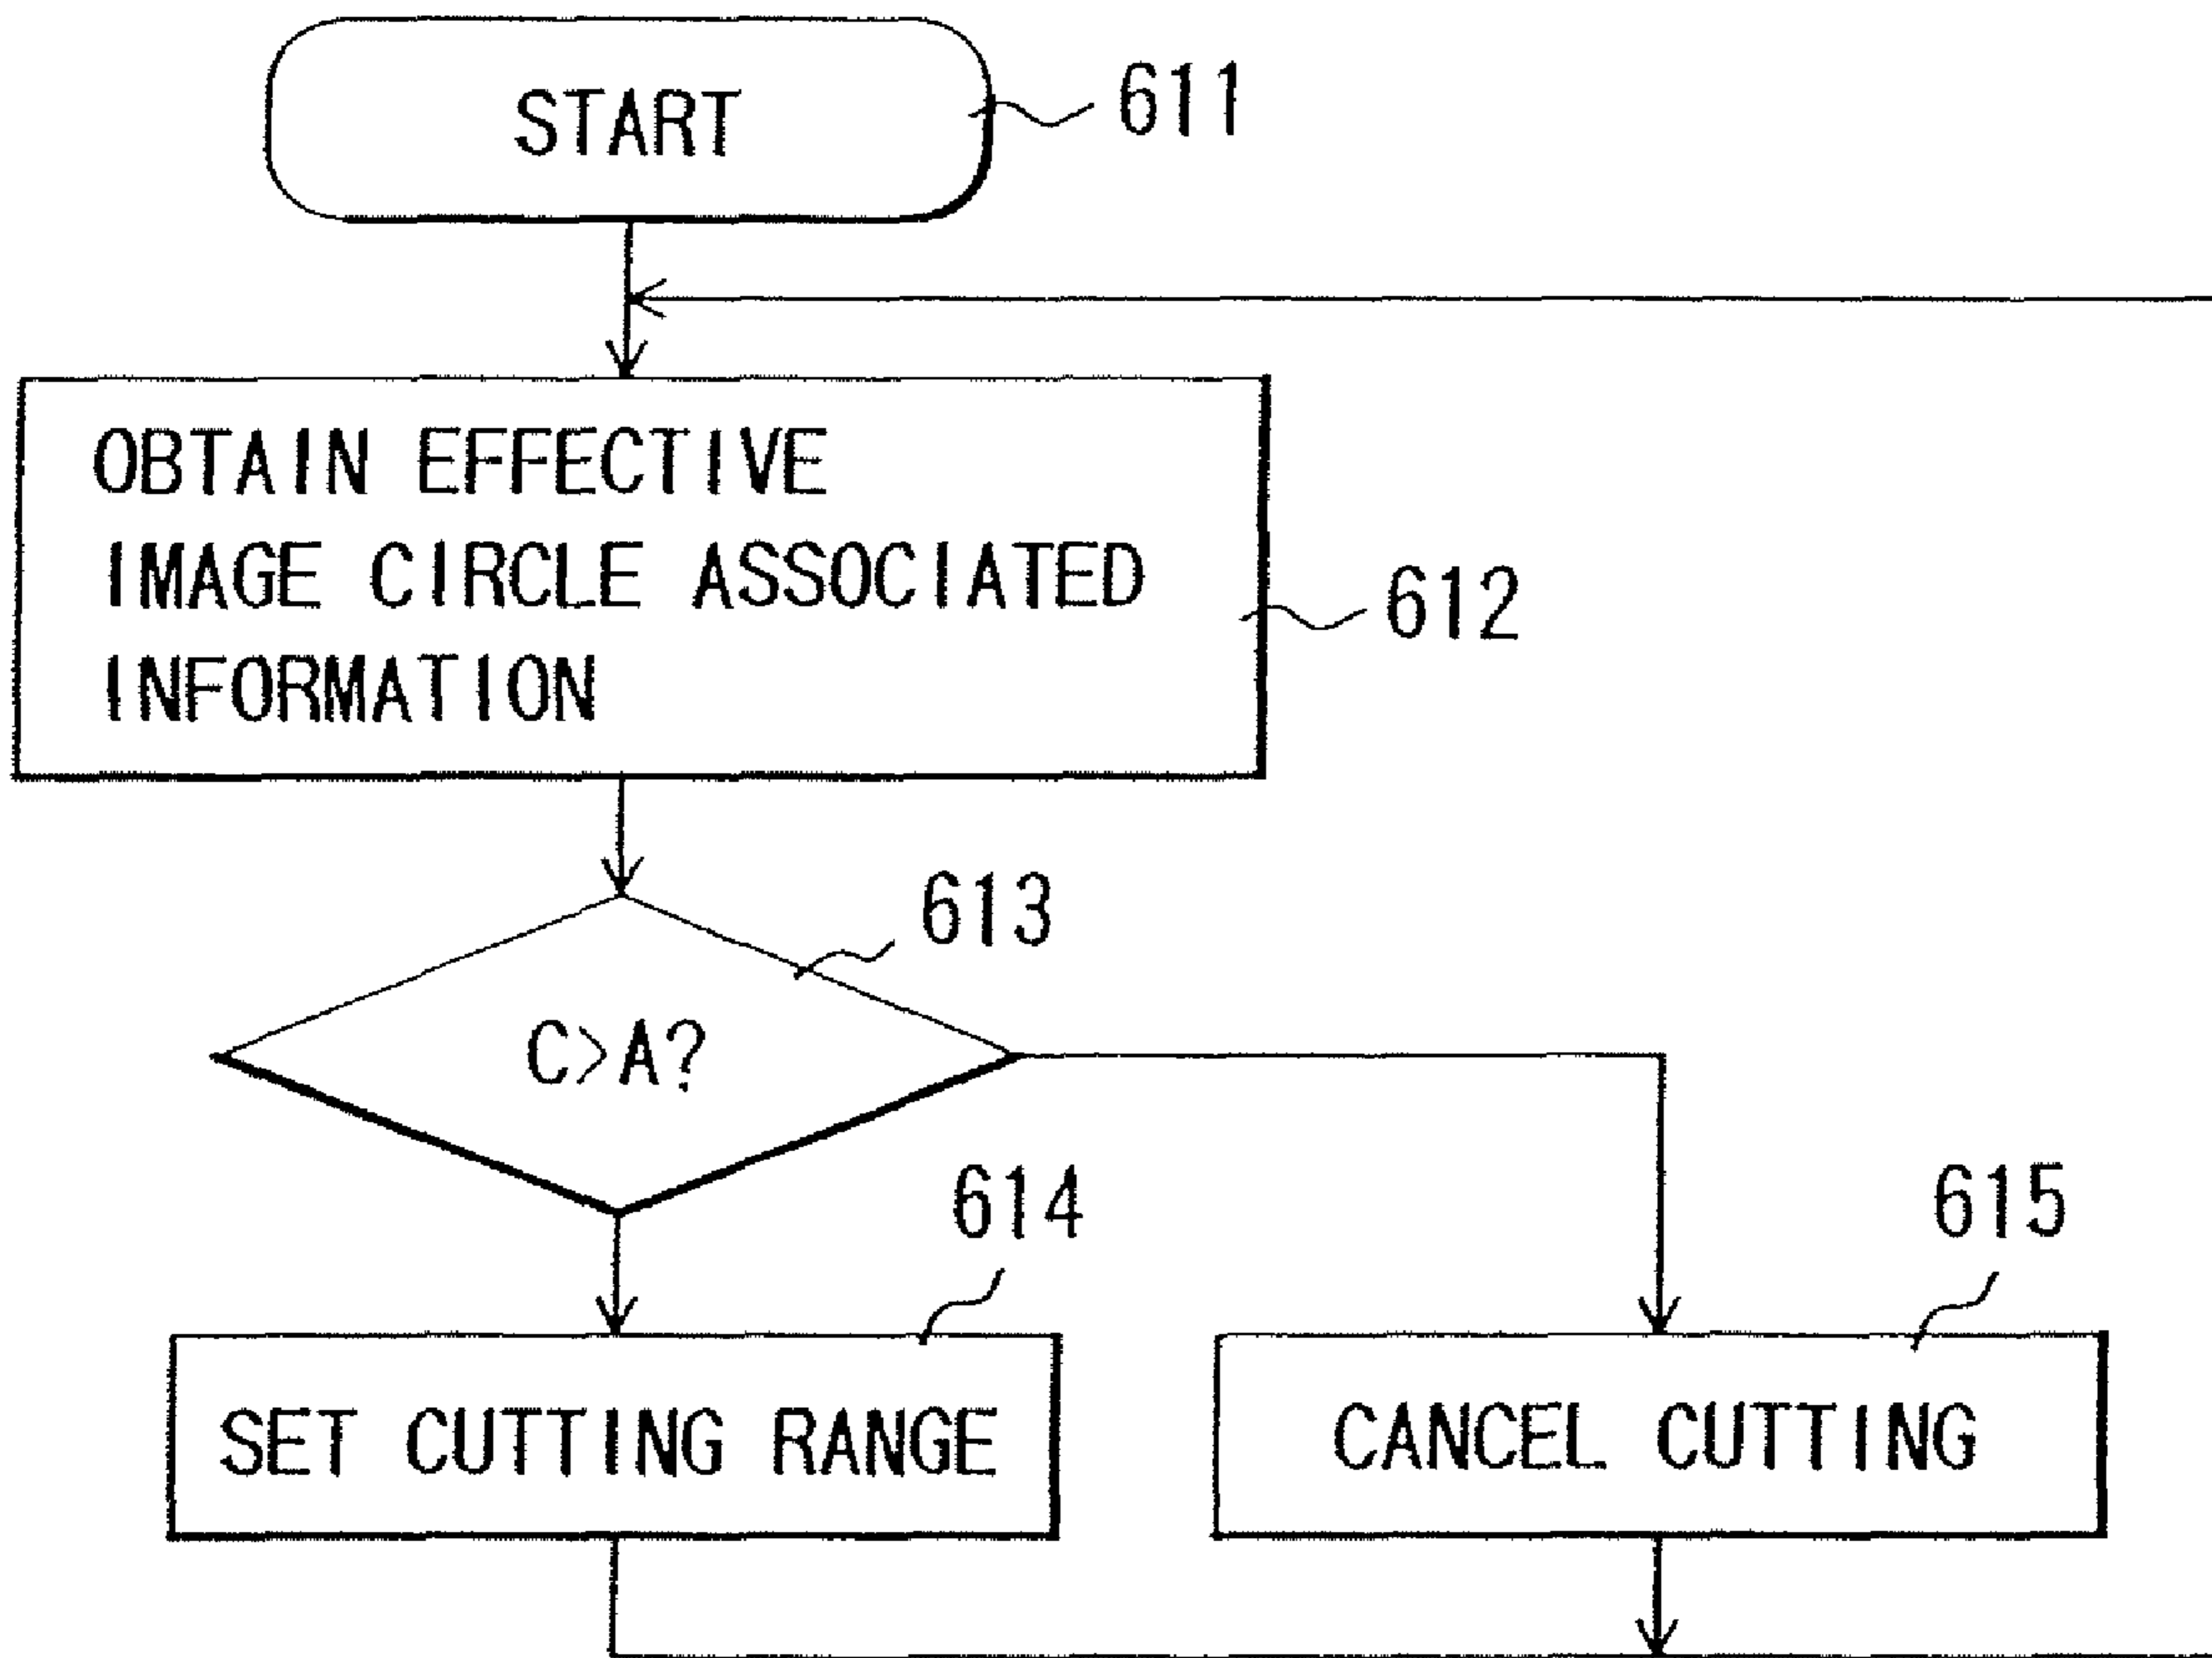 START
611
OBTAIN EFFECTIVE
IMAGE CIRCLE ASSOCIATED
INFORMATION
612
613
C>A?
614
615
SET CUTTING RANGE
CANCEL CUTTING